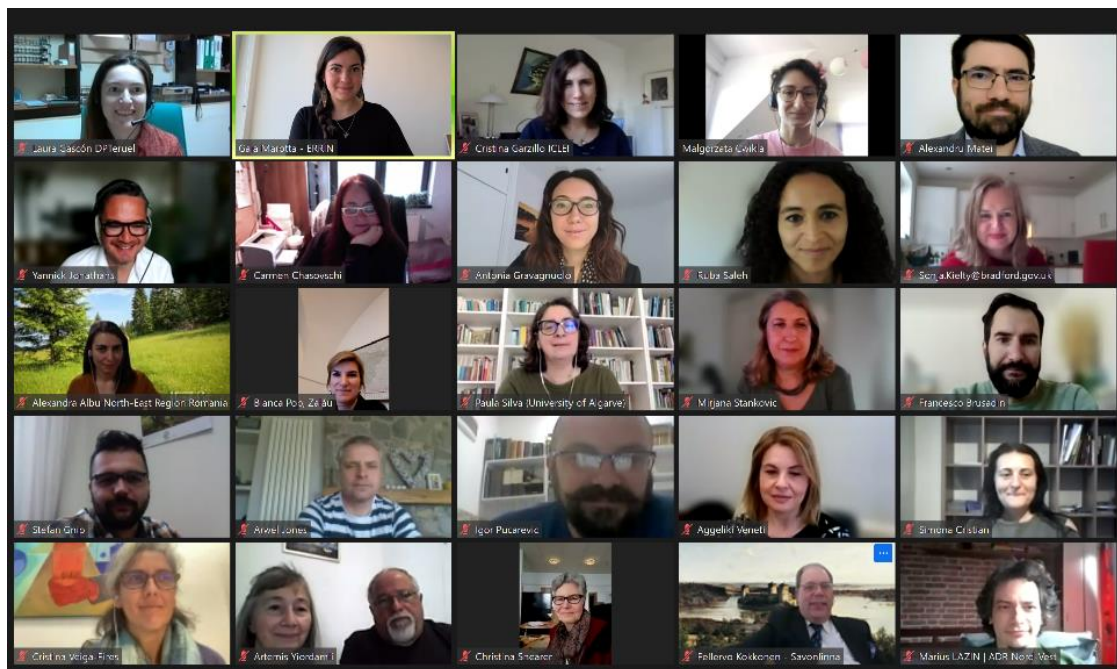 Laura Gascón DPTeruel
Gaia Marotta - ERRIN
Cristina Garzillo ICLEI
Malgorzata Ćwikła
Alexandru Matei
Yannick Jonathans
Carmen Chasovschi
Antonia Gravagnuolo
Ruba Saleh
Sonja.Kielty@bradford.gov.uk
Alexandra Albu North-East Region Romania
Bianca Pop, Zalău
Paula Silva (University of Algarve)
Mirjana Stankovic
Francesco Brusadin
Stefan Gnip
Arwel Jones
Igor Pucarevic
Aggeliki Veneti
Simona Cristian
Cristina Veiga-Pires
Artemis Yiordamli
Christina Shearer
Pellervo Kokkonen - Savonlinna
Marius LAZIN | ADR Nord-Vest